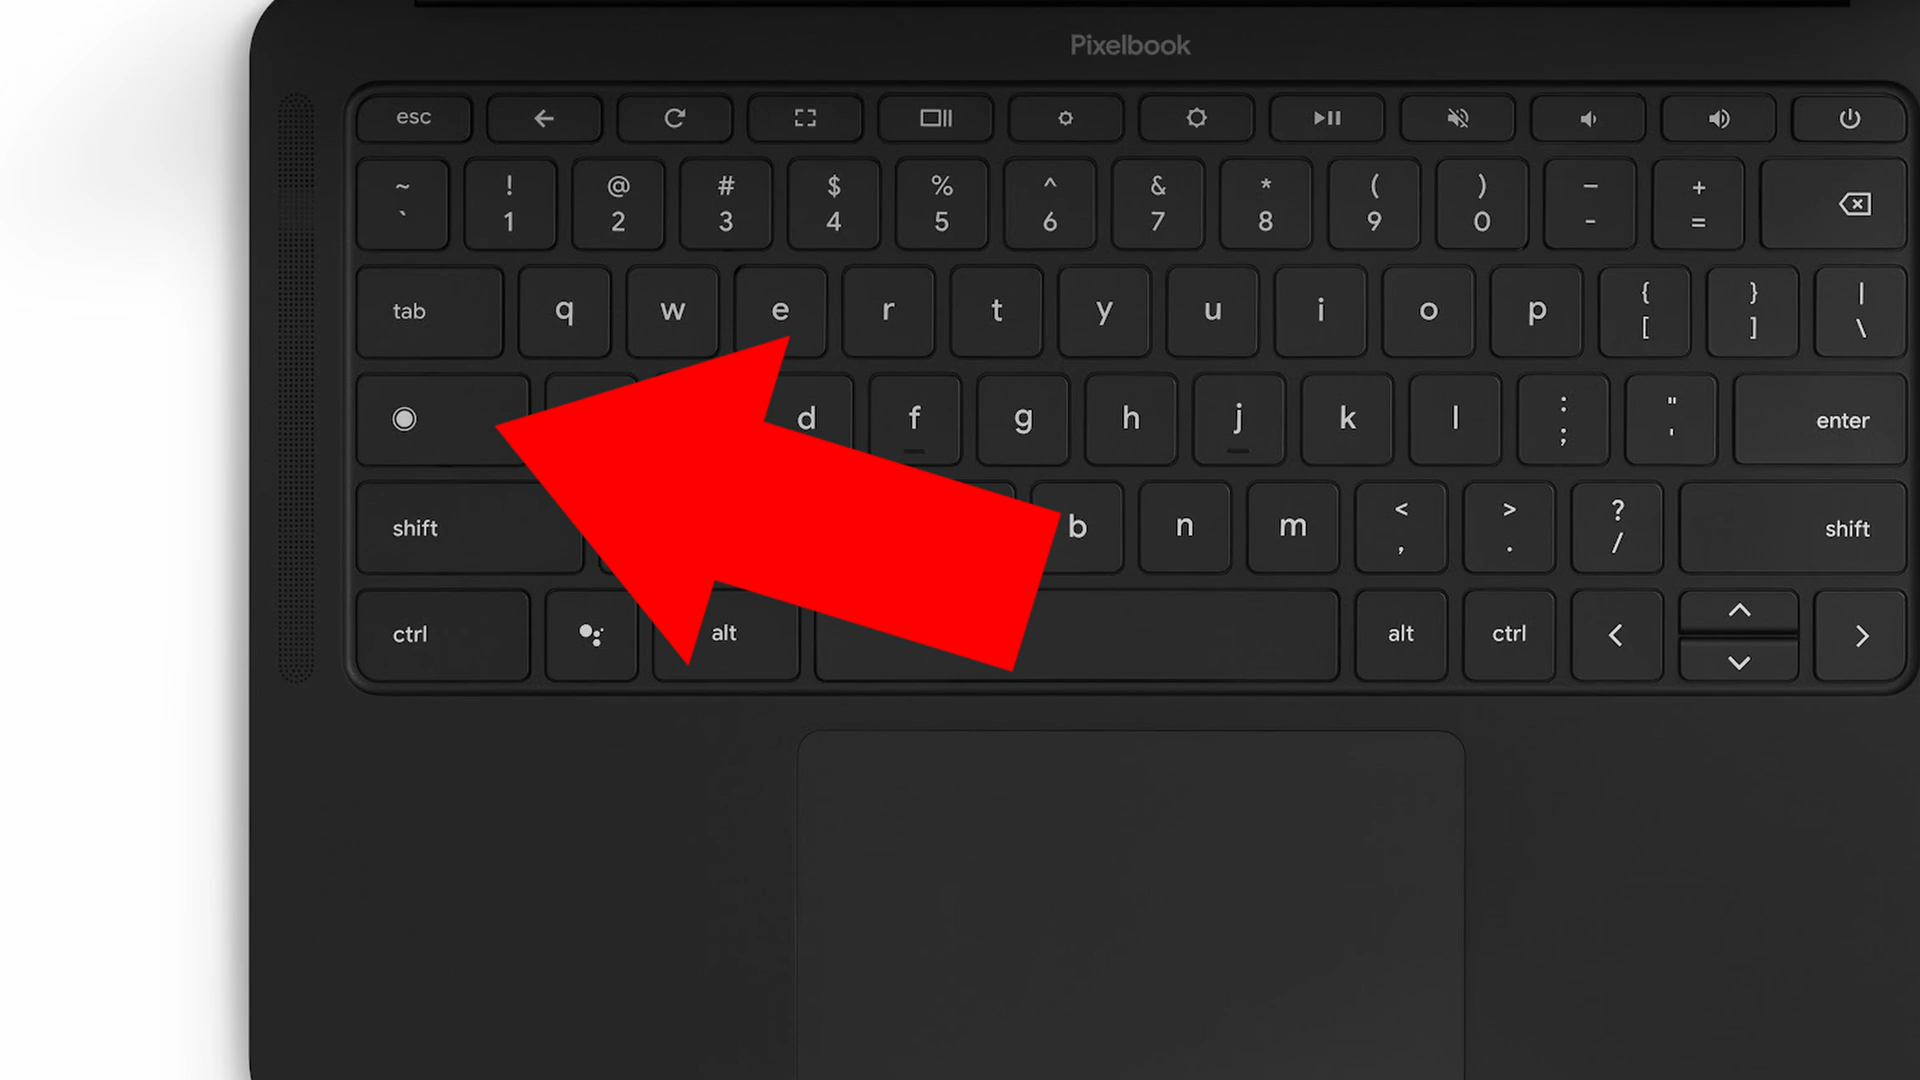 Pixelbook
esc
~ ! @ # $ % ^ & * ( ) _ +
` 1 2 3 4 5 6 7 8 9 0 - =
tab q w e r t y u i o p { } |
[ ] \
d f g h j k l : "
; ' enter
shift b n m < > ? shift
, . /
ctrl alt alt ctrl